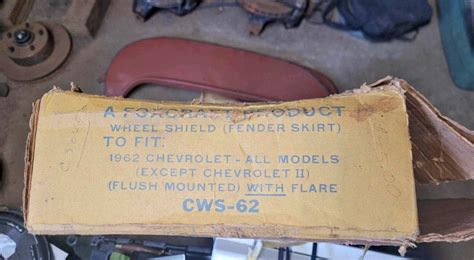 A FOXCRAFT PRODUCT
WHEEL SHIELD (FENDER SKIRT)
TO FIT:
1962 CHEVROLET - ALL MODELS
(EXCEPT CHEVROLET II)
(FLUSH MOUNTED) WITH FLARE
CWS-62